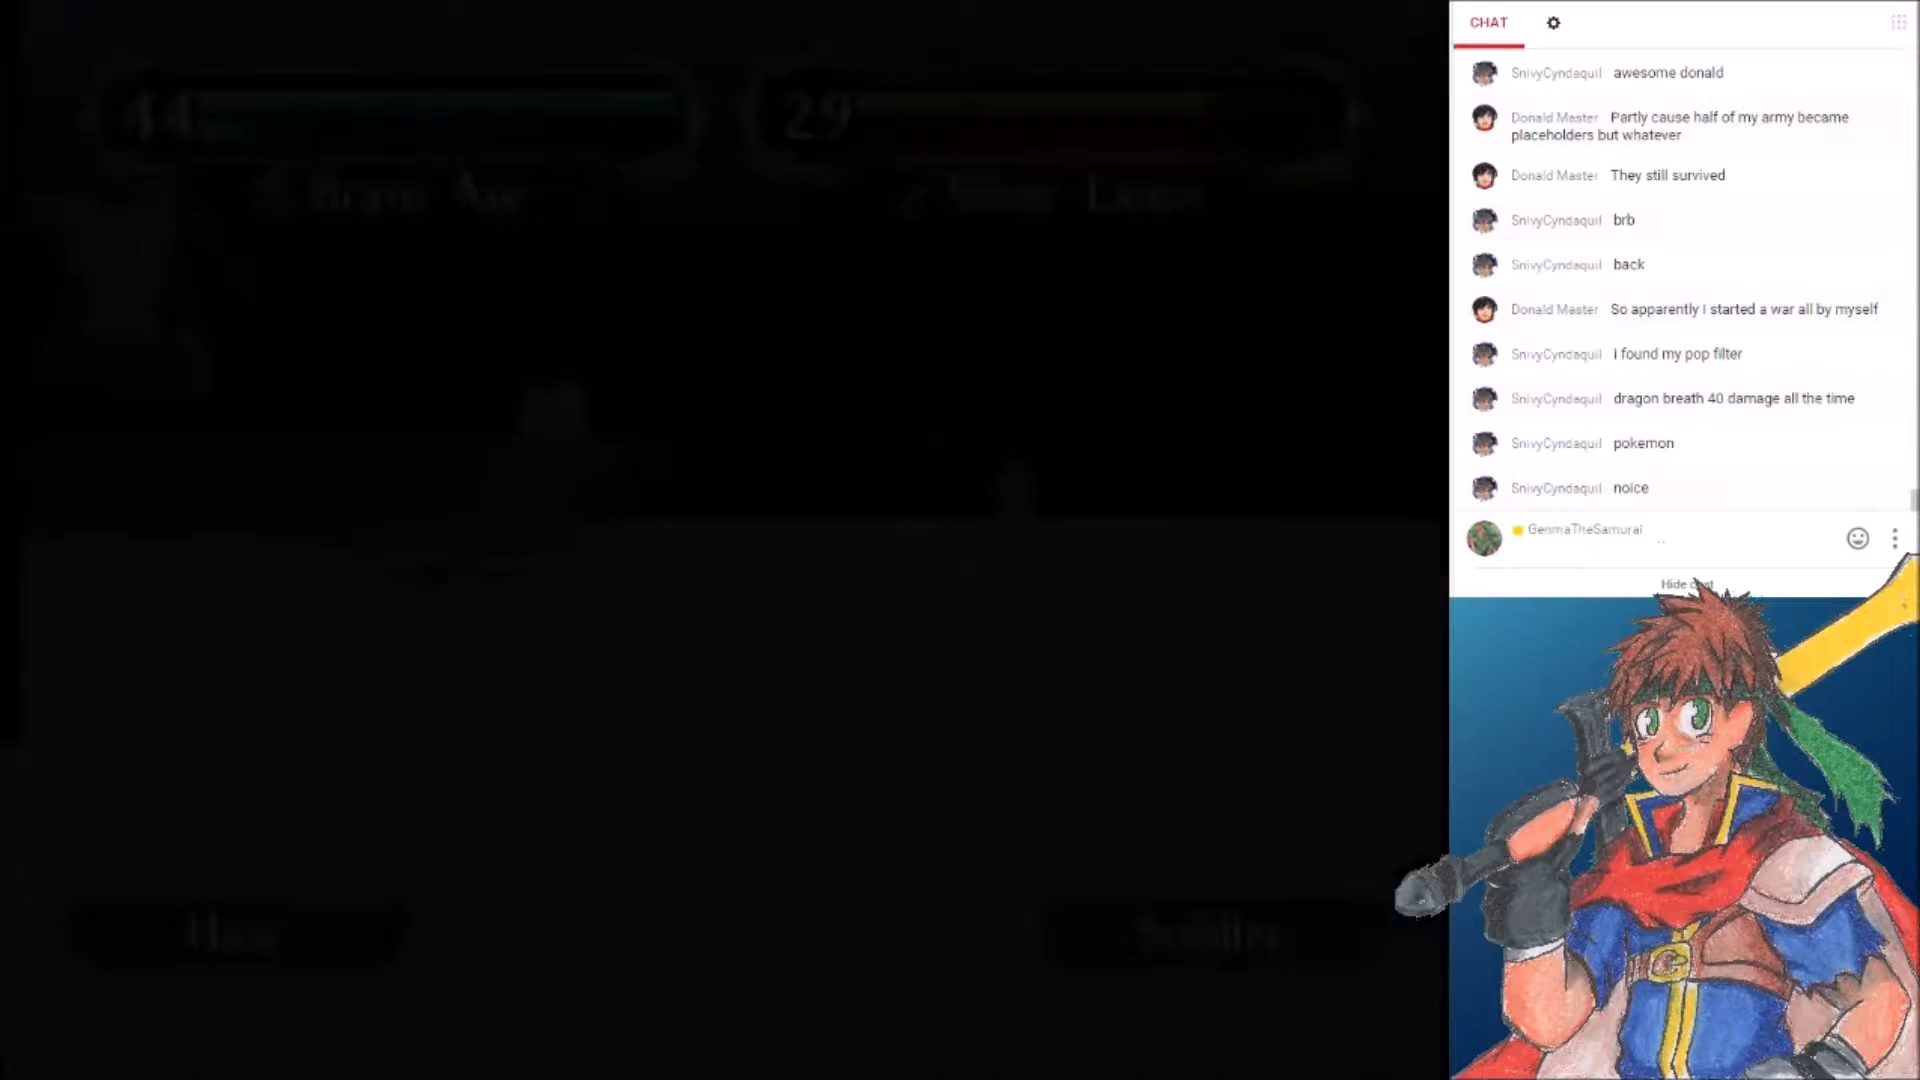 44
29
Brave Axe
Lance
Soldier
CHAT
SnivyCyndaquil awesome donald
Donald Master Partly cause half of my army became
placeholders but whatever
Donald Master They still survived
SnivyCyndaquil brb
SnivyCyndaquil back
Donald Master So apparently I started a war all by myself
SnivyCyndaquil i found my pop filter
SnivyCyndaquil dragon breath 40 damage all the time
SnivyCyndaquil pokemon
SnivyCyndaquil noice
GenmaTheSamurai
Hide